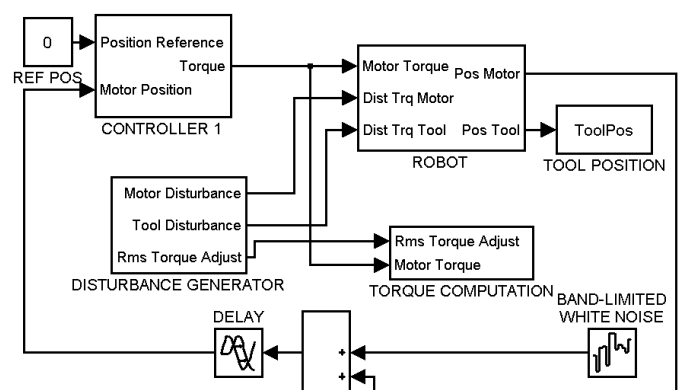 0
Position Reference
Torque
REF POS
Motor Position
CONTROLLER 1
Motor Torque
Pos Motor
Dist Trq Motor
Dist Trq Tool
Pos Tool
ROBOT
ToolPos
TOOL POSITION
Motor Disturbance
Tool Disturbance
Rms Torque Adjust
DISTURBANCE GENERATOR
Rms Torque Adjust
Motor Torque
TORQUE COMPUTATION
BAND-LIMITED
WHITE NOISE
DELAY
+
+